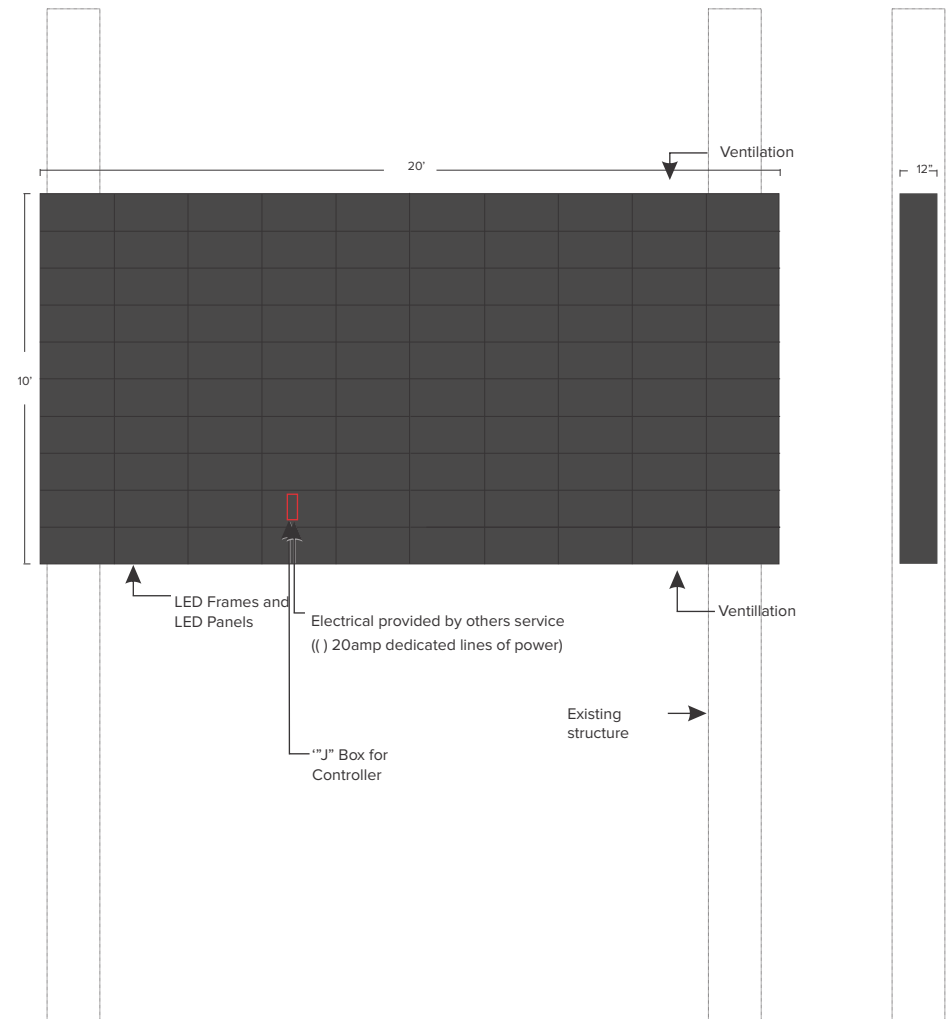 Ventilation
20’
12”
10’
LED Frames and
LED Panels
Electrical provided by others service
(( ) 20amp dedicated lines of power)
Ventillation
Existing
structure
‘”J” Box for
Controller